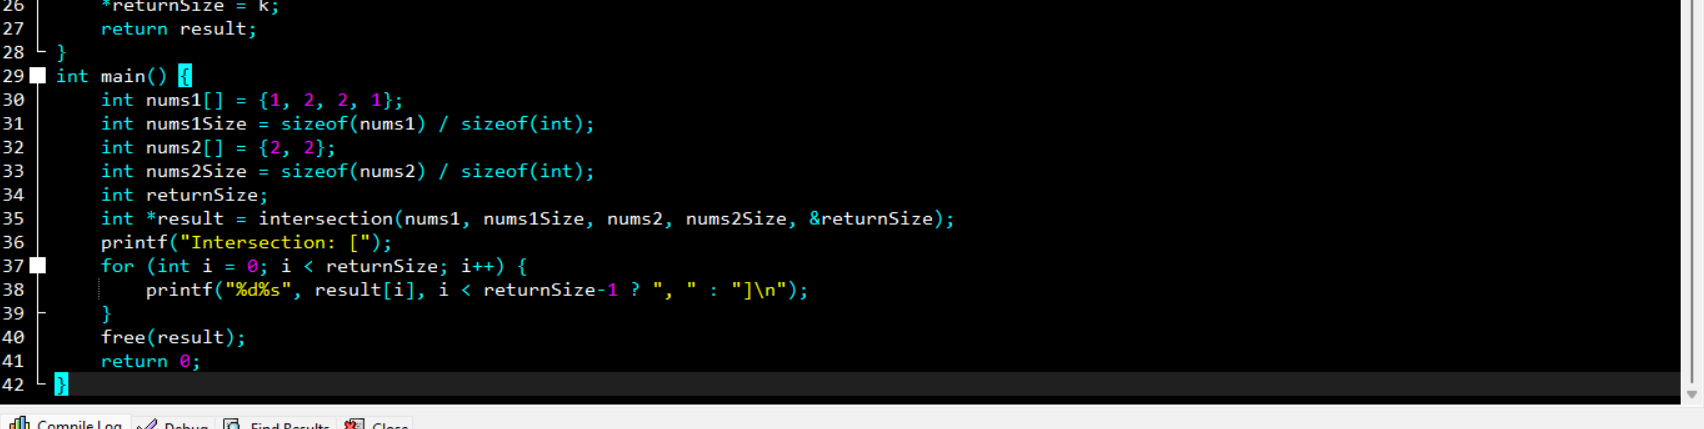 26 *returnSize = k;
27 return result;
28 }
29 int main() {
30 int nums1[] = {1, 2, 2, 1};
31 int nums1Size = sizeof(nums1) / sizeof(int);
32 int nums2[] = {2, 2};
33 int nums2Size = sizeof(nums2) / sizeof(int);
34 int returnSize;
35 int *result = intersection(nums1, nums1Size, nums2, nums2Size, &returnSize);
36 printf("Intersection: [");
37 for (int i = 0; i < returnSize; i++) {
38 printf("%d%s", result[i], i < returnSize-1 ? ", " : "]\n");
39 }
40 free(result);
41 return 0;
42 }
Compile Log Debug Find Results Close